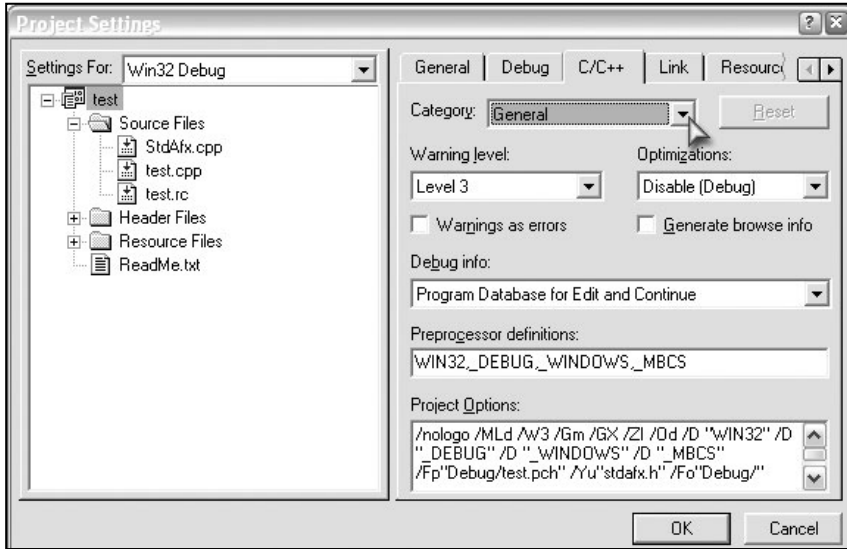 Project Settings
Settings For: Win32 Debug
test
Source Files
StdAfx.cpp
test.cpp
test.rc
Header Files
Resource Files
ReadMe.txt
General Debug C/C++ Link Resourc
Category: General Reset
Warning level: Optimizations:
Level 3 Disable (Debug)
Warnings as errors Generate browse info
Debug info:
Program Database for Edit and Continue
Preprocessor definitions:
WIN32,_DEBUG,_WINDOWS,_MBCS
Project Options:
/nologo /MLd /W3 /Gm /GX /ZI /Od /D "WIN32" /D
"_DEBUG" /D "_WINDOWS" /D "_MBCS"
/Fp"Debug/test.pch" /Yu"stdafx.h" /Fo"Debug/"
OK Cancel